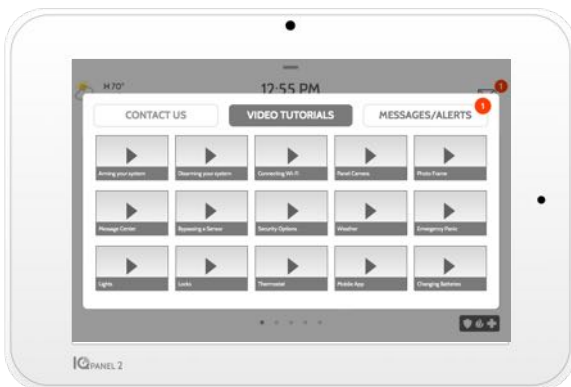 H 70°
12:55 PM
1
CONTACT US
VIDEO TUTORIALS
MESSAGES/ALERTS
1
Arming your system
Disarming your system
Connecting Wi-Fi
Panel Camera
Photo Frame
Message Center
Bypassing a Sensor
Security Options
Weather
Emergency Panic
Lights
Locks
Thermostat
Mobile App
Changing Batteries
IQ PANEL 2